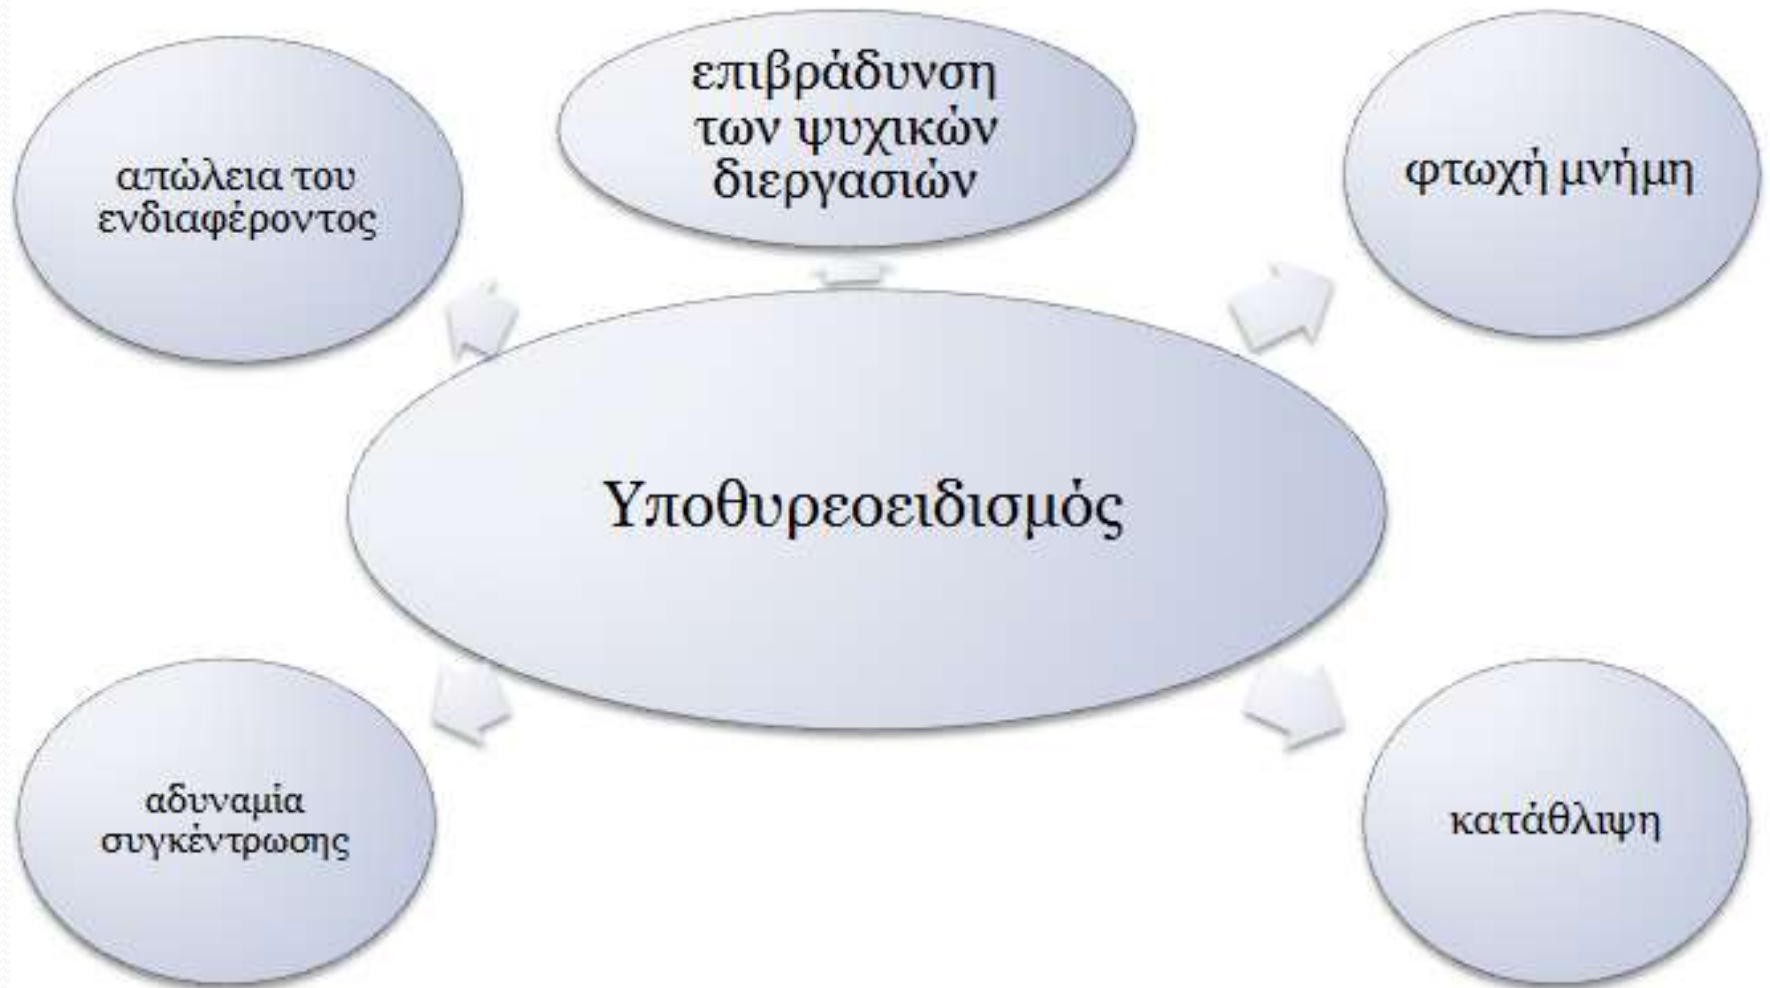 απώλεια του
ενδιαφέροντος
επιβράδυνση
των ψυχικών
διεργασιών
φτωχή μνήμη
Υποθυρεοειδισμός
αδυναμία
συγκέντρωσης
κατάθλιψη